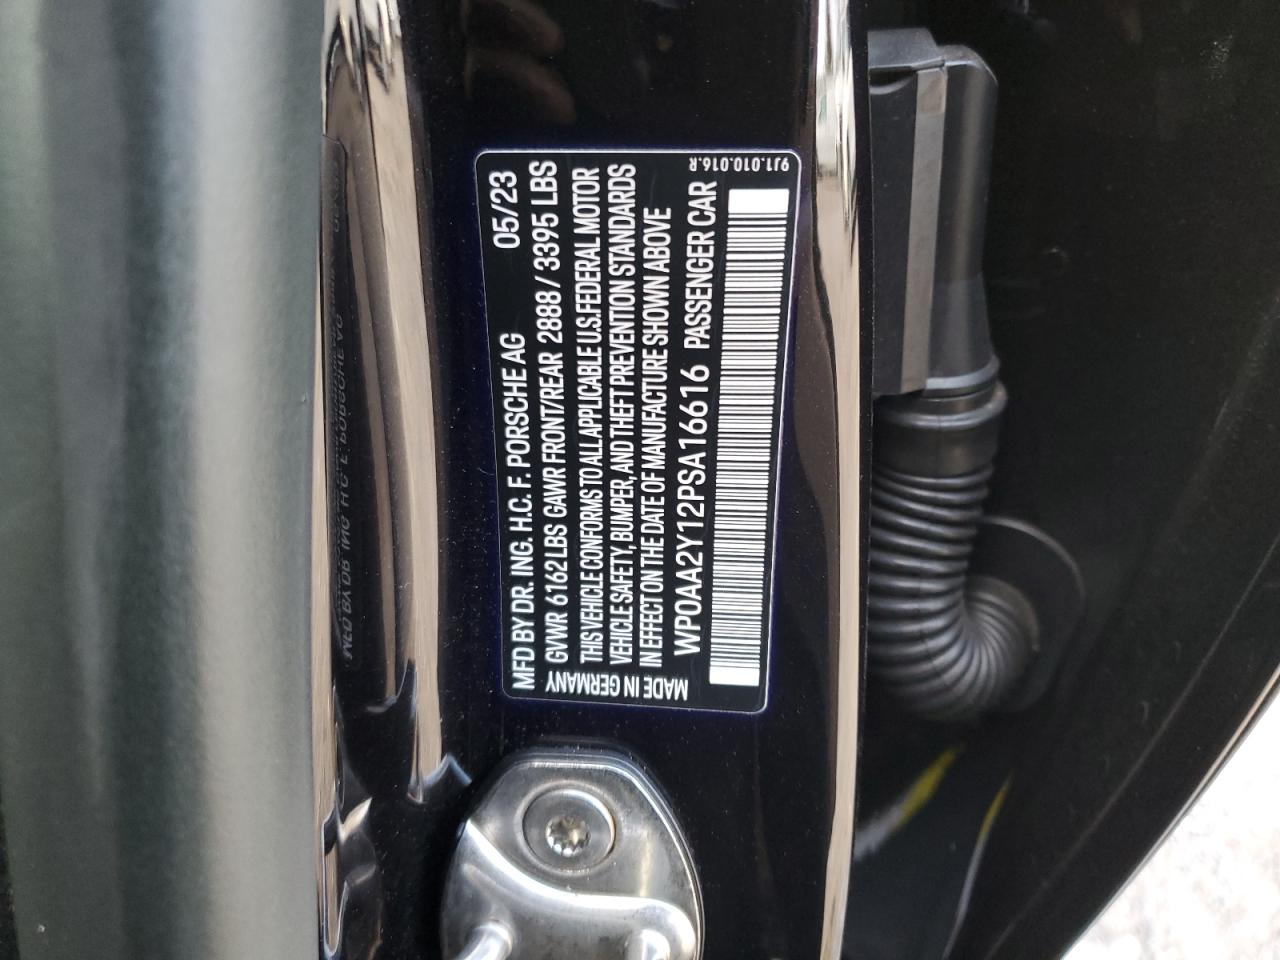 MFD BY DR. ING. H.C. F. PORSCHE AG 05/23
GVWR 6162LBS GAWR FRONT/REAR 2888 / 3395 LBS
THIS VEHICLE CONFORMS TO ALL APPLICABLE U.S. FEDERAL MOTOR
VEHICLE SAFETY, BUMPER, AND THEFT PREVENTION STANDARDS
IN EFFECT ON THE DATE OF MANUFACTURE SHOWN ABOVE
WP0AA2Y12PSA16616 PASSENGER CAR
MADE IN GERMANY
9J1.010.016.R